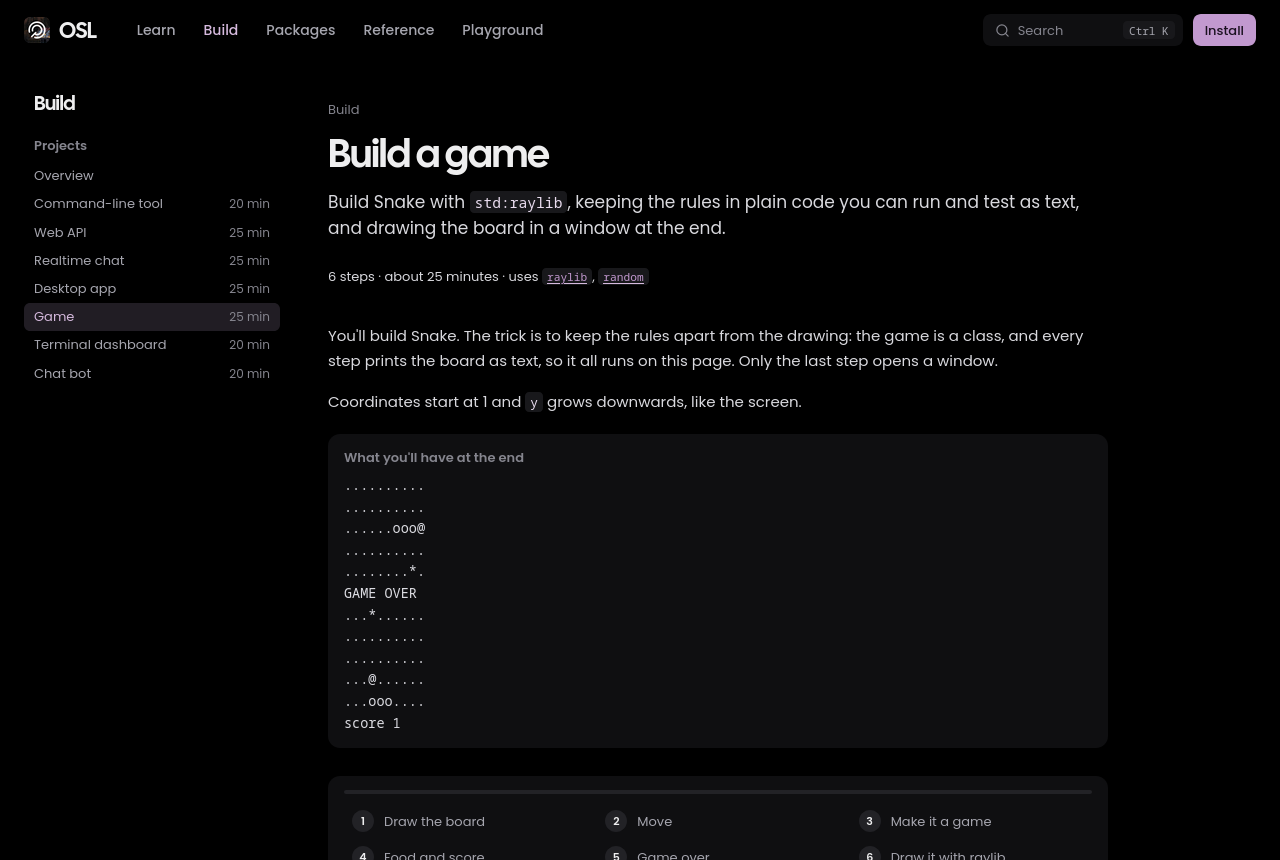 OSL Learn Build Packages Reference Playground Search Ctrl K Install
Build
Projects
Overview
Command-line tool 20 min
Web API 25 min
Realtime chat 25 min
Desktop app 25 min
Game 25 min
Terminal dashboard 20 min
Chat bot 20 min
Build
Build a game
Build Snake with std:raylib, keeping the rules in plain code you can run and test as text,
and drawing the board in a window at the end.
6 steps · about 25 minutes · uses raylib, random
You'll build Snake. The trick is to keep the rules apart from the drawing: the game is a class, and every
step prints the board as text, so it all runs on this page. Only the last step opens a window.
Coordinates start at 1 and y grows downwards, like the screen.
What you'll have at the end
..........
..........
......ooo@
..........
........*.
GAME OVER
...*......
..........
..........
...@......
...ooo....
score 1
1 Draw the board 2 Move 3 Make it a game
4 Food and score 5 Game over 6 Draw it with raylib